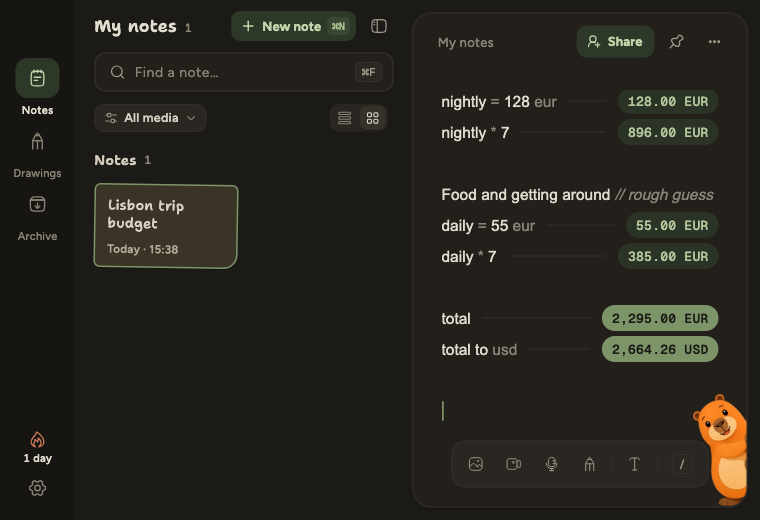 My notes 1
+ New note ⌘N
Find a note... ⌘F
All media
Notes 1
Lisbon trip
budget
Today · 15:38
Notes
Drawings
Archive
1 day
My notes
Share
nightly = 128 eur 128.00 EUR
nightly * 7 896.00 EUR
Food and getting around // rough guess
daily = 55 eur 55.00 EUR
daily * 7 385.00 EUR
total 2,295.00 EUR
total to usd 2,664.26 USD
T /